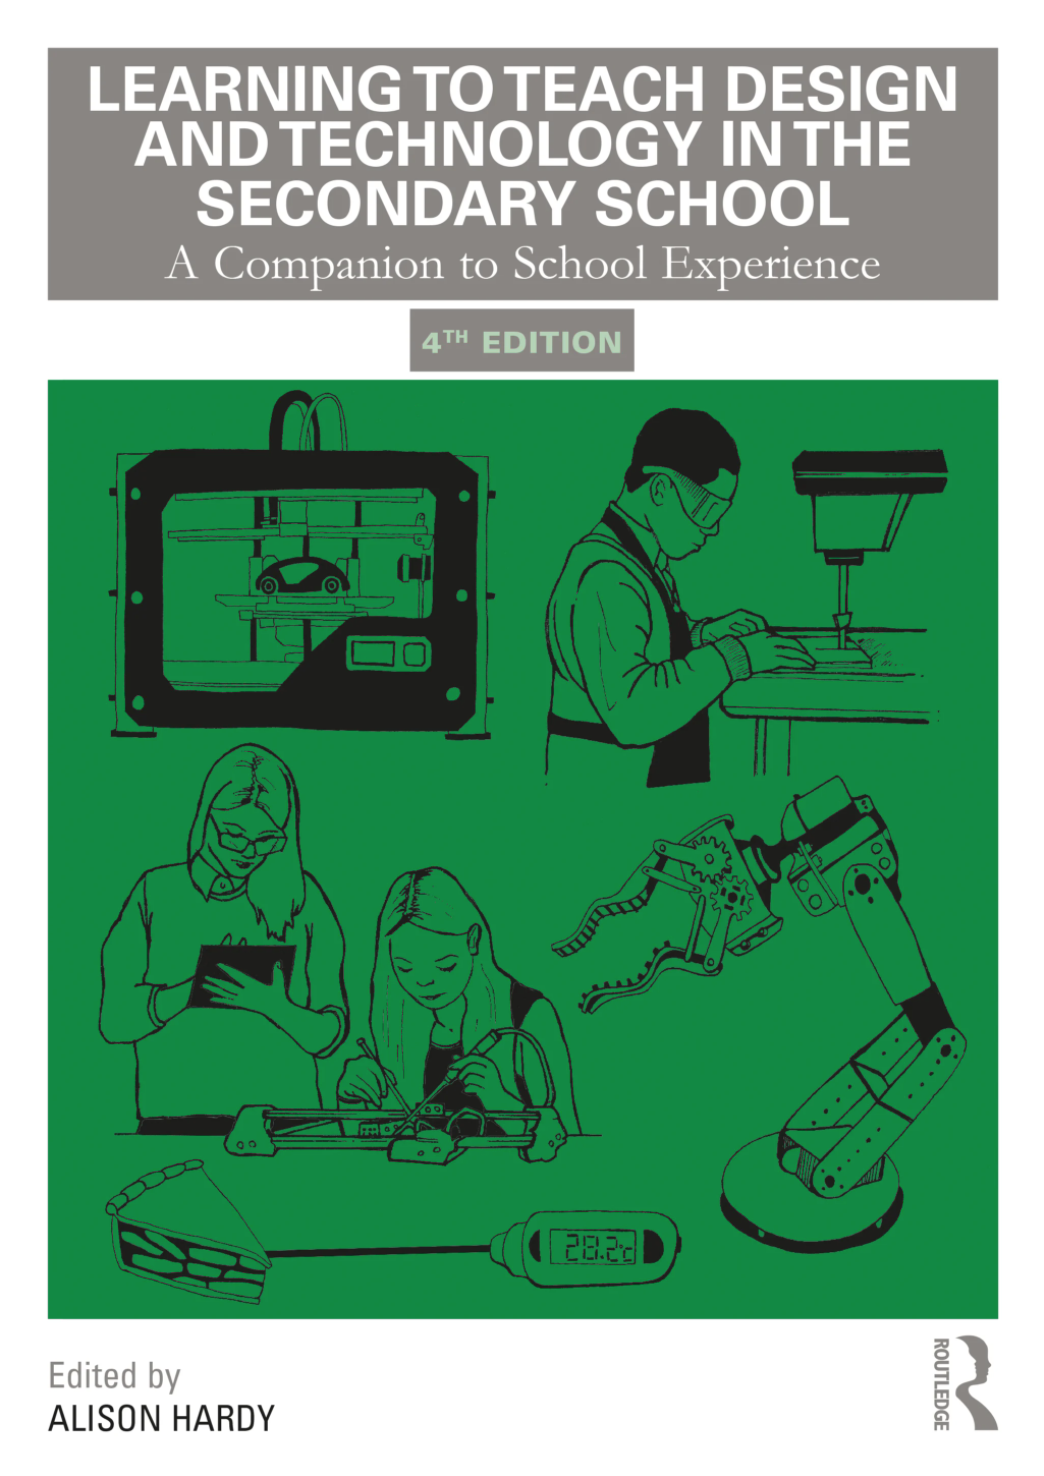 LEARNING TO TEACH DESIGN
AND TECHNOLOGY IN THE
SECONDARY SCHOOL
A Companion to School Experience
4TH EDITION
28.2°c
Edited by
ALISON HARDY
ROUTLEDGE